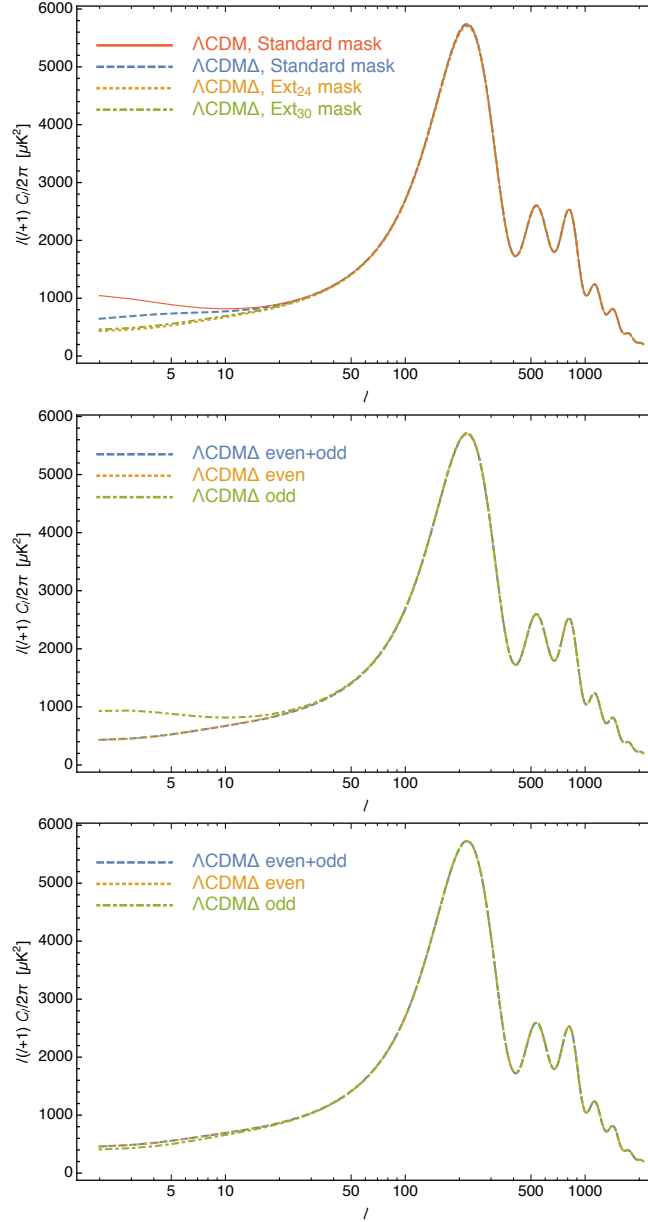 6000
ΛCDM, Standard mask
ΛCDMΔ, Standard mask
ΛCDMΔ, Ext₂₄ mask
ΛCDMΔ, Ext₃₀ mask
5000
4000
3000
2000
1000
0
l(l+1) Cₗ/2π [μK²]
5 10 50 100 500 1000
l
6000
ΛCDMΔ even+odd
ΛCDMΔ even
ΛCDMΔ odd
5000
4000
3000
2000
1000
0
l(l+1) Cₗ/2π [μK²]
5 10 50 100 500 1000
l
6000
ΛCDMΔ even+odd
ΛCDMΔ even
ΛCDMΔ odd
5000
4000
3000
2000
1000
0
l(l+1) Cₗ/2π [μK²]
5 10 50 100 500 1000
l